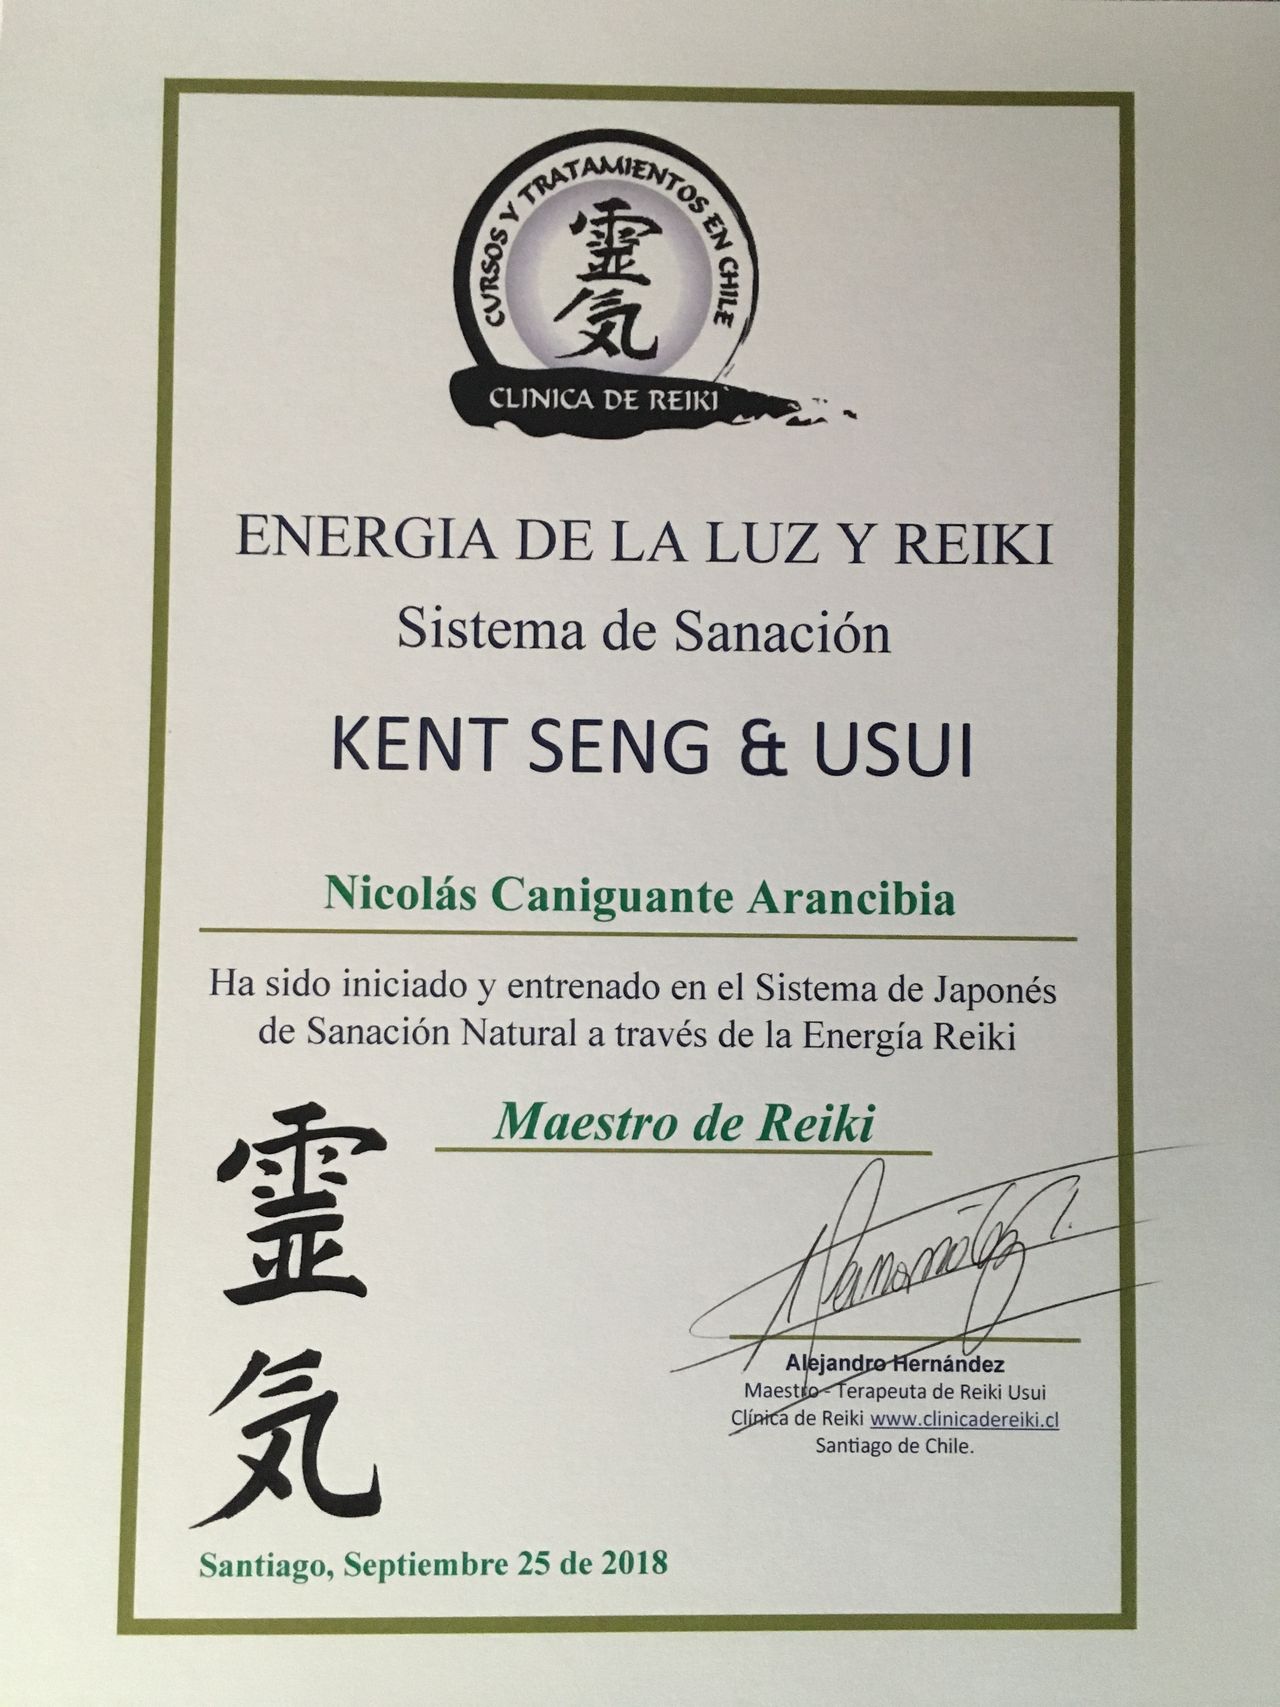 CURSOS Y TRATAMIENTOS EN CHILE
靈
気
CLINICA DE REIKI
ENERGIA DE LA LUZ Y REIKI
Sistema de Sanación
KENT SENG & USUI
Nicolás Caniguante Arancibia
Ha sido iniciado y entrenado en el Sistema de Japonés
de Sanación Natural a través de la Energía Reiki
Maestro de Reiki
霊
気
Alejandro Hernández
Maestro - Terapeuta de Reiki Usui
Clínica de Reiki www.clinicadereiki.cl
Santiago de Chile.
Santiago, Septiembre 25 de 2018